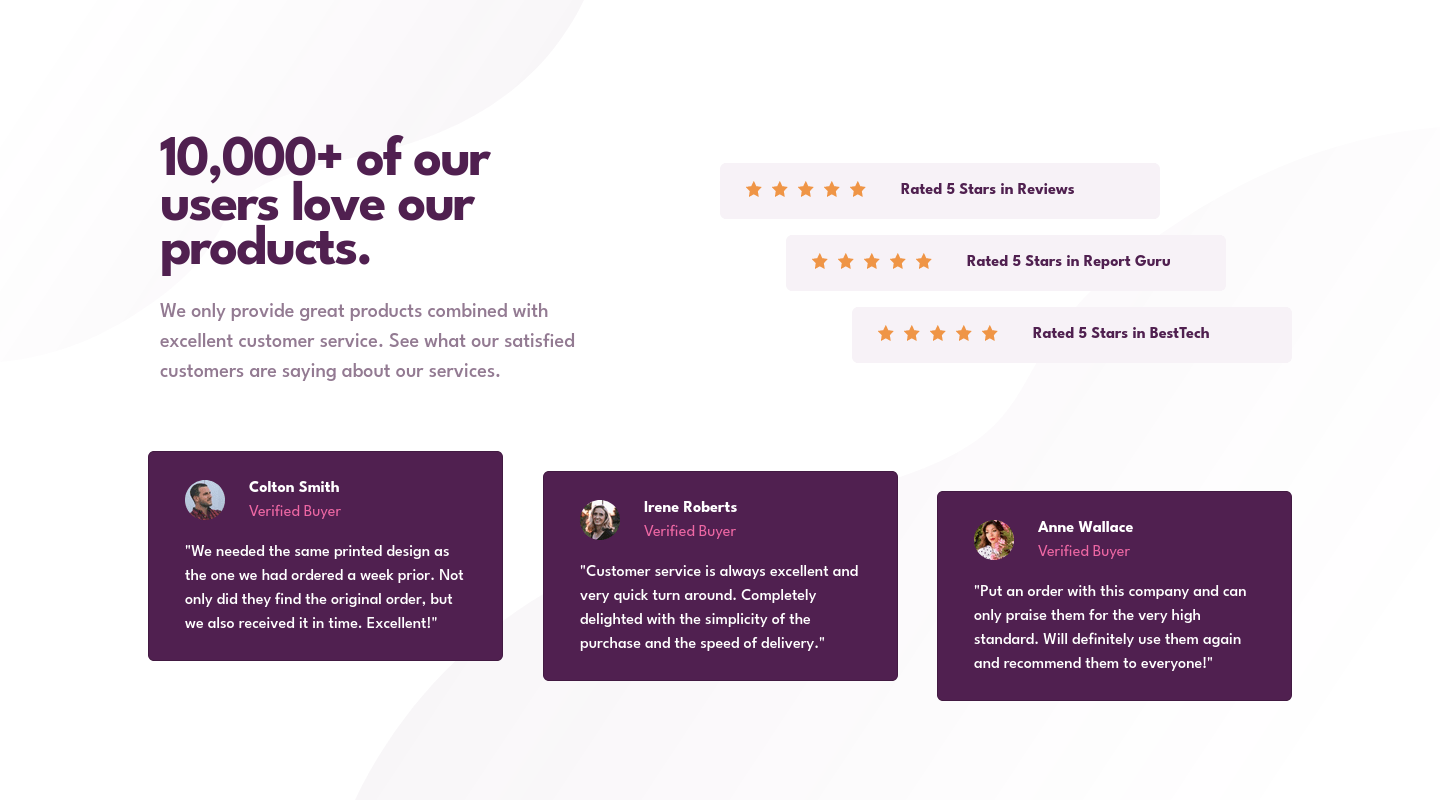 10,000+ of our
users love our
products.
We only provide great products combined with
excellent customer service. See what our satisfied
customers are saying about our services.
Rated 5 Stars in Reviews
Rated 5 Stars in Report Guru
Rated 5 Stars in BestTech
Colton Smith
Verified Buyer
"We needed the same printed design as
the one we had ordered a week prior. Not
only did they find the original order, but
we also received it in time. Excellent!"
Irene Roberts
Verified Buyer
"Customer service is always excellent and
very quick turn around. Completely
delighted with the simplicity of the
purchase and the speed of delivery."
Anne Wallace
Verified Buyer
"Put an order with this company and can
only praise them for the very high
standard. Will definitely use them again
and recommend them to everyone!"